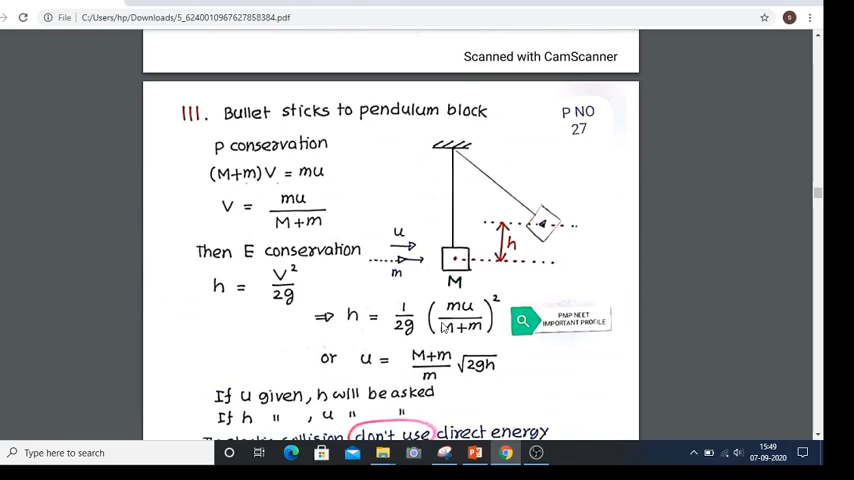 File | C:/Users/hp/Downloads/5_6240010967627858384.pdf
S
Scanned with CamScanner
III. Bullet sticks to pendulum block
P NO
27
P conservation
(M+m)V = mu
V = mu / M+m
Then E conservation
h = V² / 2g
u
m
M
h
⇒ h = 1/2g (mu / M+m)²
PMP NEET
IMPORTANT PROFILE
or u = M+m / m √2gh
If u given, h will be asked
If h " , u " "
collision don't use direct energy
Type here to search
15:49
07-09-2020